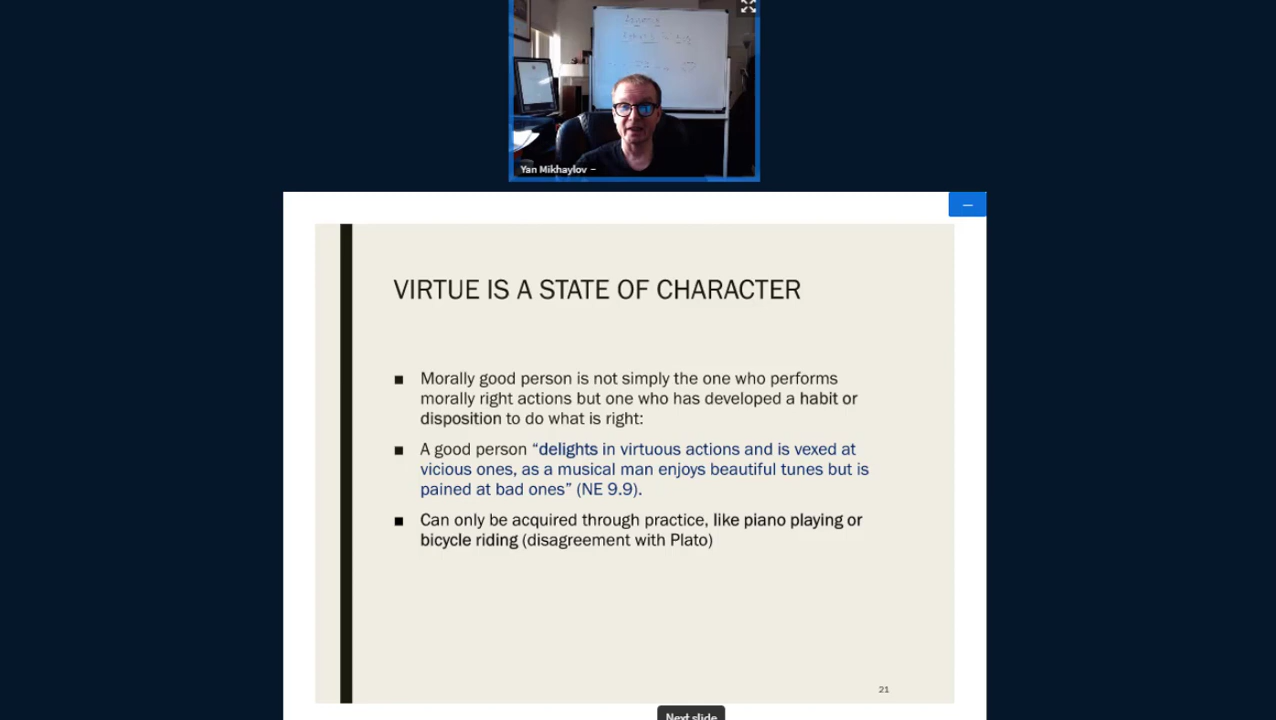 Yan Mikhaylov –
VIRTUE IS A STATE OF CHARACTER
■ Morally good person is not simply the one who performs
morally right actions but one who has developed a habit or
disposition to do what is right:
■ A good person “delights in virtuous actions and is vexed at
vicious ones, as a musical man enjoys beautiful tunes but is
pained at bad ones” (NE 9.9).
■ Can only be acquired through practice, like piano playing or
bicycle riding (disagreement with Plato)
21
Next slide